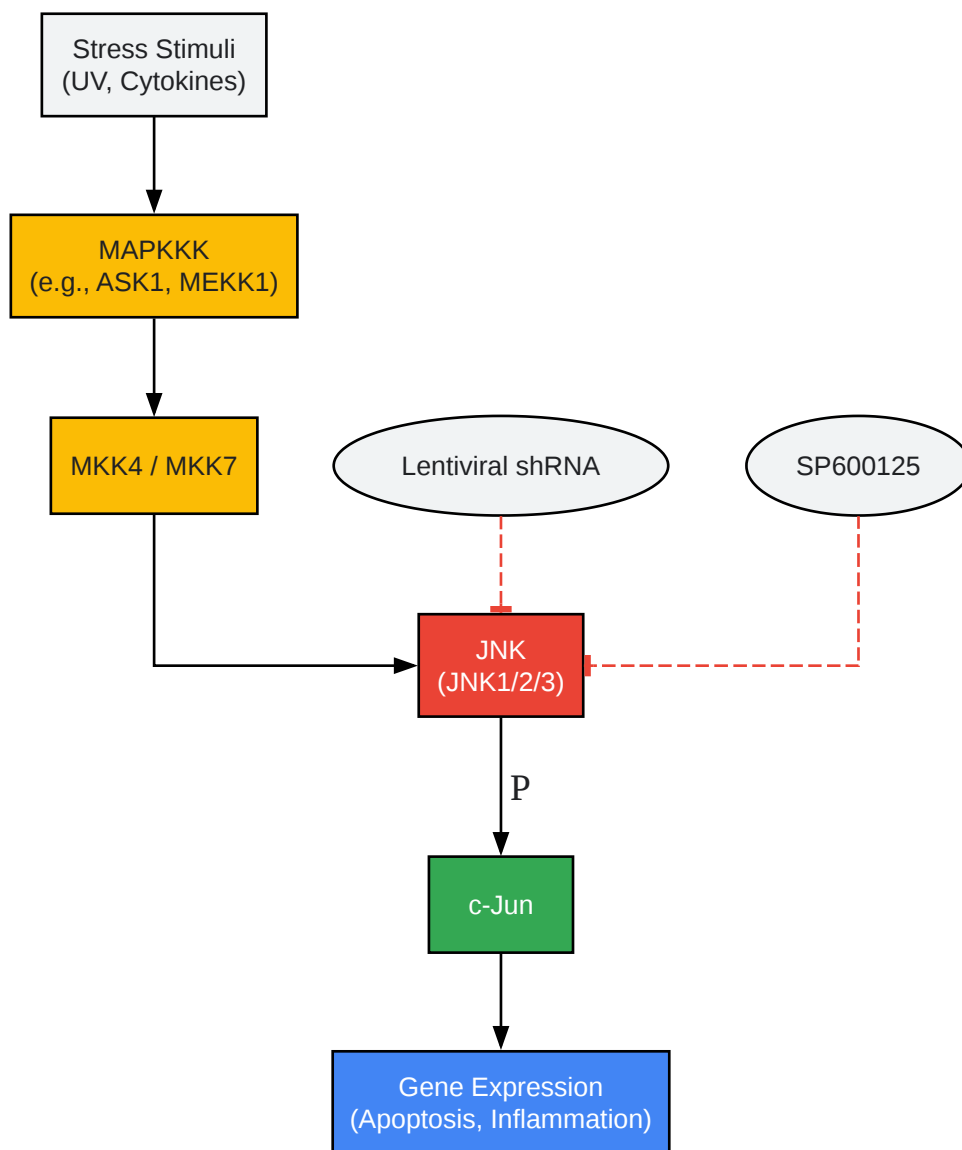 Stress Stimuli
(UV, Cytokines)
MAPKKK
(e.g., ASK1, MEKK1)
MKK4 / MKK7
Lentiviral shRNA
SP600125
JNK
(JNK1/2/3)
P
c-Jun
Gene Expression
(Apoptosis, Inflammation)